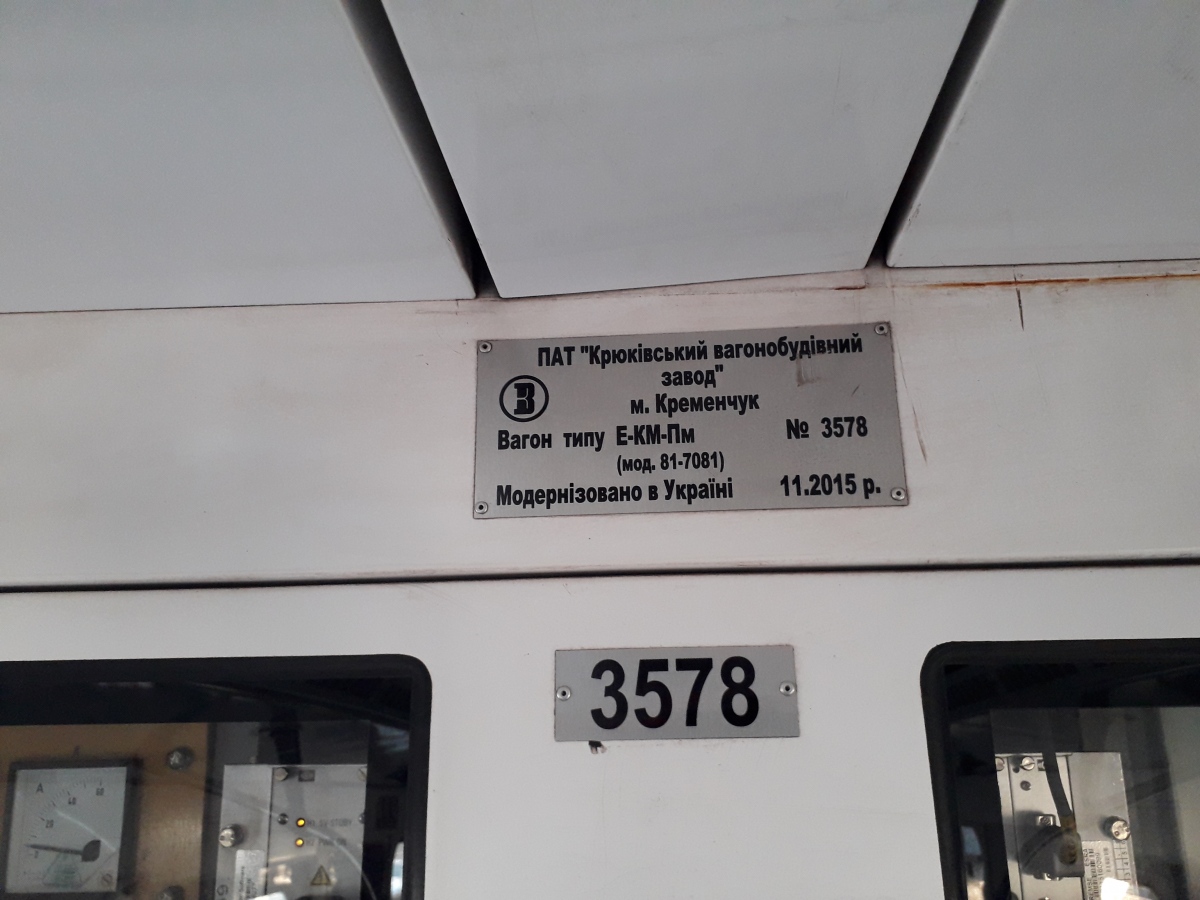 ПАТ "Крюківський вагонобудівний
завод"
м. Кременчук
Вагон типу Е-КМ-Пм № 3578
(мод. 81-7081)
Модернізовано в Україні 11.2015 р.
3578
A